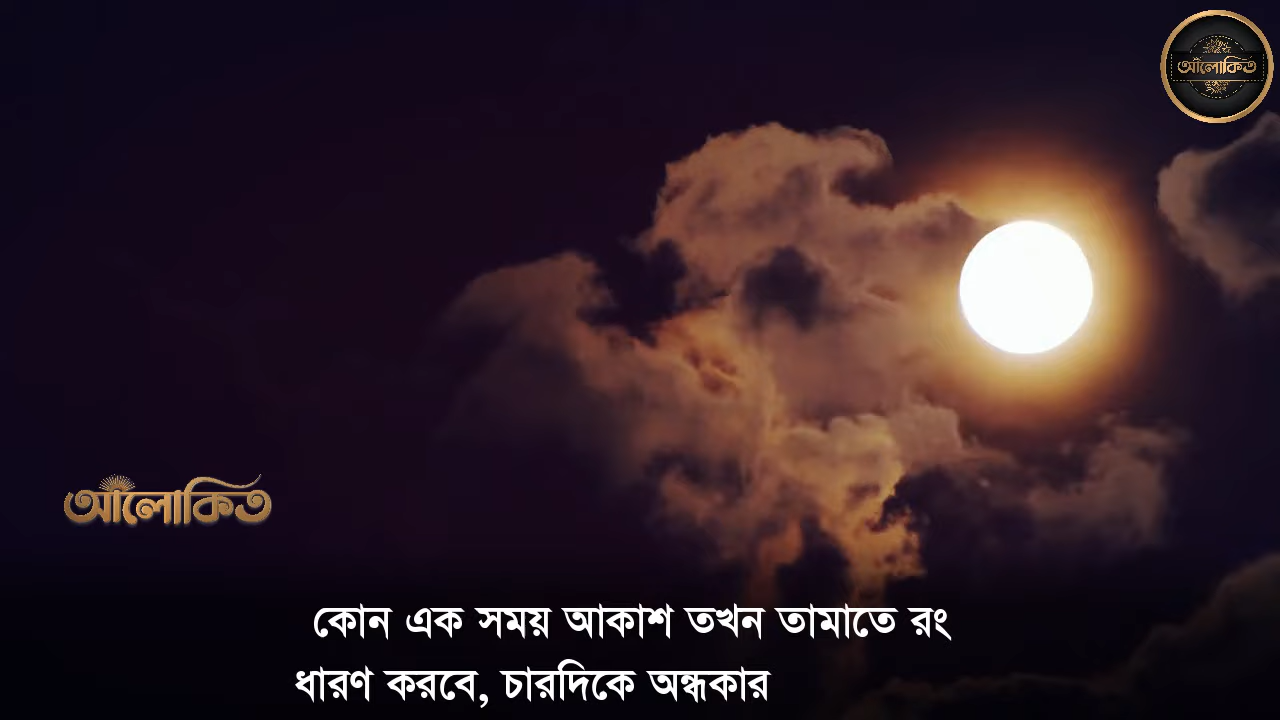 আলোকিত
আলোকিত
কোন এক সময় আকাশ তখন তামাতে রং
ধারণ করবে, চারদিকে অন্ধকার